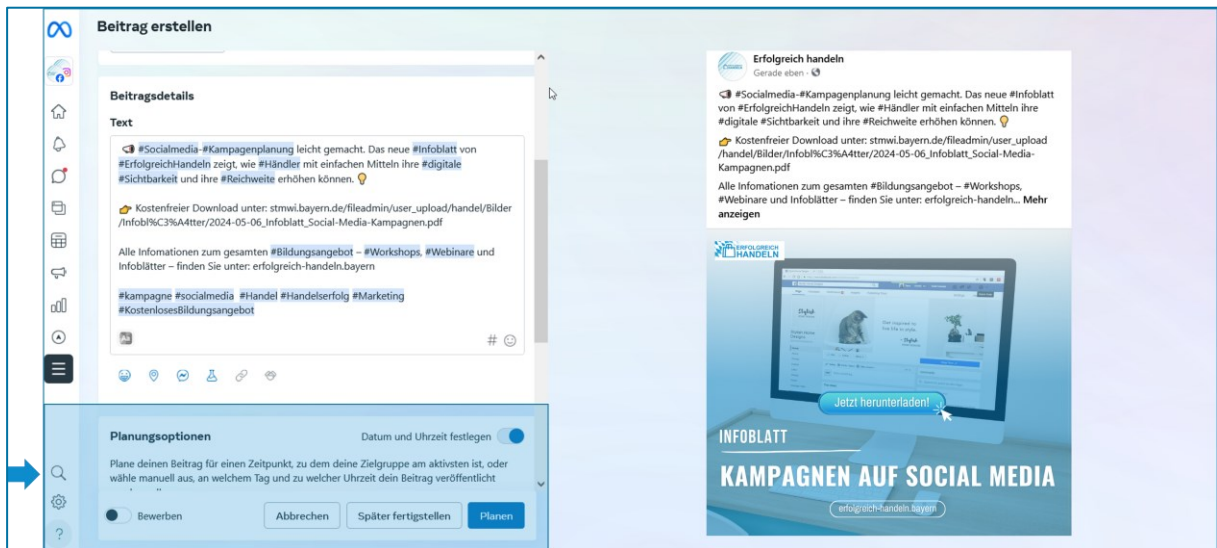 Beitrag erstellen
Beitragsdetails
Text
#Socialmedia-#Kampagenplanung leicht gemacht. Das neue #Infoblatt von
#ErfolgreichHandeln zeigt, wie #Händler mit einfachen Mitteln ihre #digitale
#Sichtbarkeit und ihre #Reichweite erhöhen können.
Kostenfreier Download unter: stmwi.bayern.de/fileadmin/user_upload/handel/Bilder
/Infobl%C3%A4tter/2024-05-06_Infoblatt_Social-Media-Kampagnen.pdf
Alle Infomationen zum gesamten #Bildungsangebot – #Workshops, #Webinare und
Infoblätter – finden Sie unter: erfolgreich-handeln.bayern
#kampagne #socialmedia #Handel #Handelserfolg #Marketing
#KostenlosesBildungsangebot
Planungsoptionen
Datum und Uhrzeit festlegen
Plane deinen Beitrag für einen Zeitpunkt, zu dem deine Zielgruppe am aktivsten ist, oder
wähle manuell aus, an welchem Tag und zu welcher Uhrzeit dein Beitrag veröffentlicht
Bewerben
Abbrechen
Später fertigstellen
Planen
Erfolgreich handeln
Gerade eben ·
#Socialmedia-#Kampagenplanung leicht gemacht. Das neue #Infoblatt
von #ErfolgreichHandeln zeigt, wie #Händler mit einfachen Mitteln ihre
#digitale #Sichtbarkeit und ihre #Reichweite erhöhen können.
Kostenfreier Download unter: stmwi.bayern.de/fileadmin/user_upload
/handel/Bilder/Infobl%C3%A4tter/2024-05-06_Infoblatt_Social-Media-
Kampagnen.pdf
Alle Infomationen zum gesamten #Bildungsangebot – #Workshops,
#Webinare und Infoblätter – finden Sie unter: erfolgreich-handeln... Mehr
anzeigen
ERFOLGREICH
HANDELN
Jetzt herunterladen!
INFOBLATT
KAMPAGNEN AUF SOCIAL MEDIA
erfolgreich-handeln.bayern